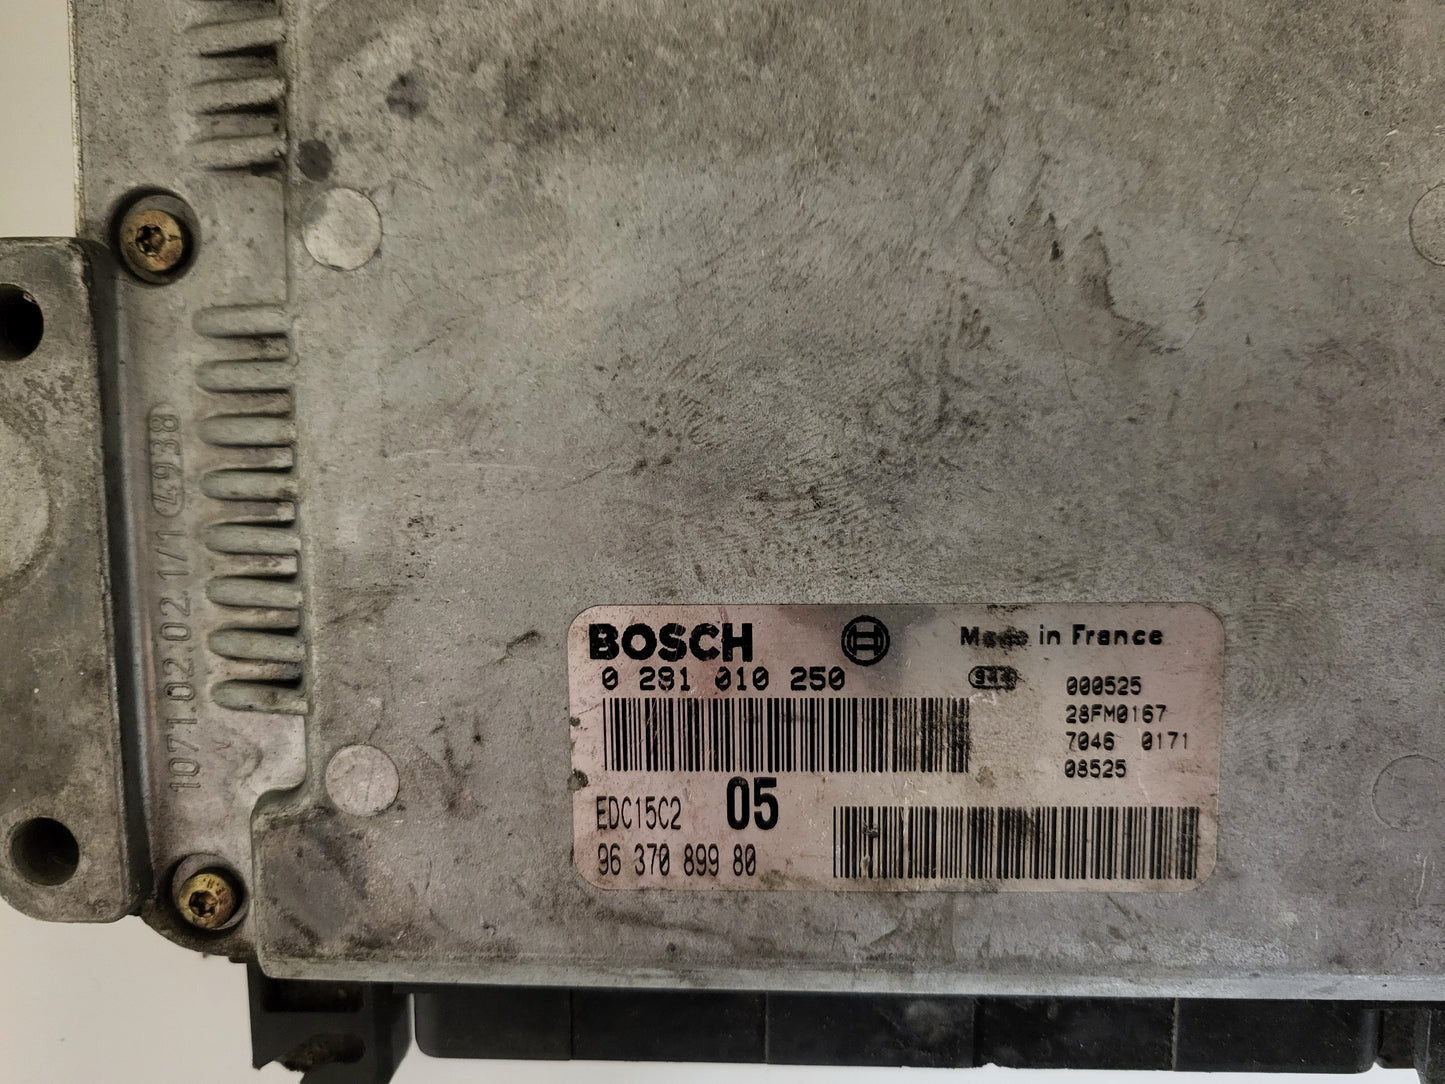 BOSCH
Made in France
0 281 010 250
944
000525
28FM0167
7046 0171
08525
EDC15C2 05
96 370 899 80
1071.02.02.1/1 4938